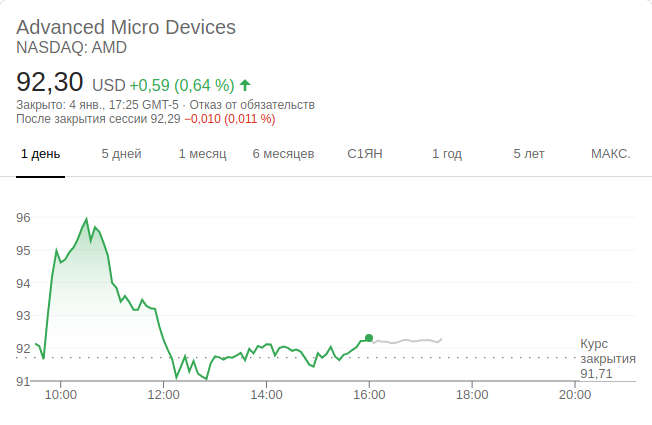 Advanced Micro Devices
NASDAQ: AMD
92,30 USD +0,59 (0,64 %)
Закрыто: 4 янв., 17:25 GMT-5 · Отказ от обязательств
После закрытия сессии 92,29 −0,010 (0,011 %)
1 день 5 дней 1 месяц 6 месяцев С1ЯН 1 год 5 лет МАКС.
96
95
94
93
92
91
Курс
закрытия
91,71
10:00 12:00 14:00 16:00 18:00 20:00